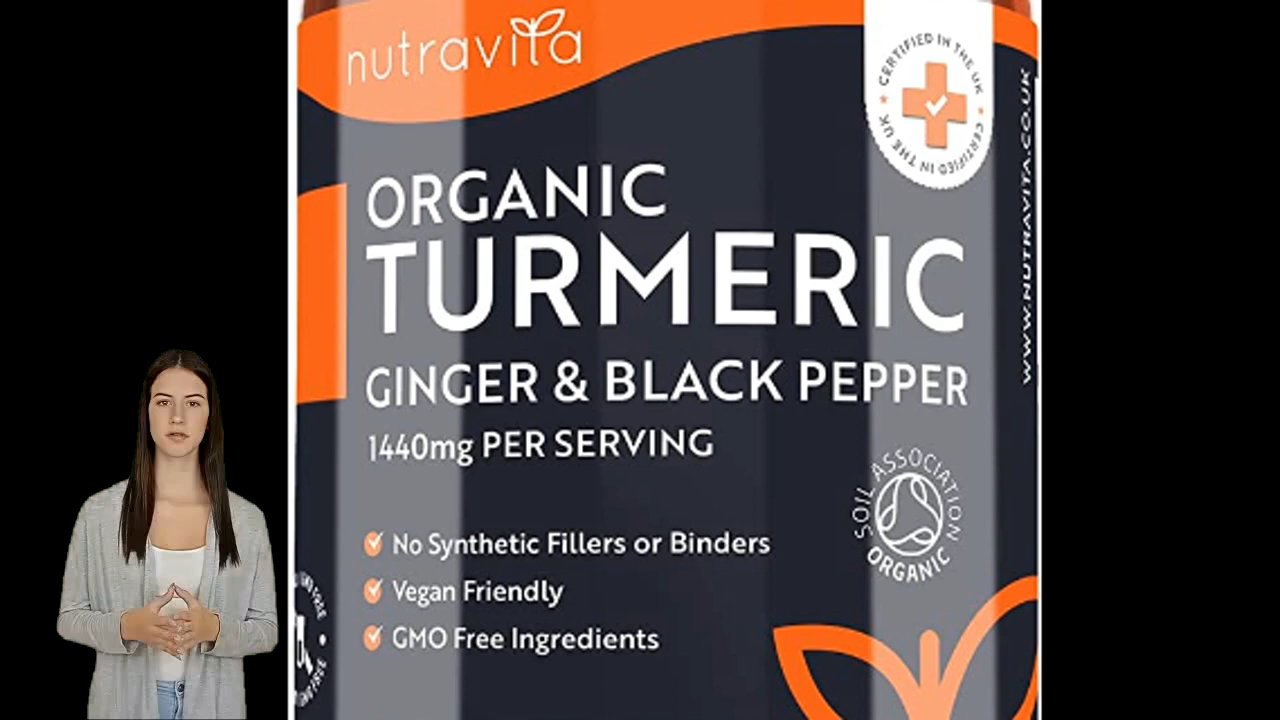 nutravita
CERTIFIED IN THE UK
CERTIFIED IN THE UK
WWW.NUTRAVITA.CO.UK
ORGANIC
TURMERIC
GINGER & BLACK PEPPER
1440mg PER SERVING
SOIL ASSOCIATION
ORGANIC
No Synthetic Fillers or Binders
Vegan Friendly
GMO Free Ingredients